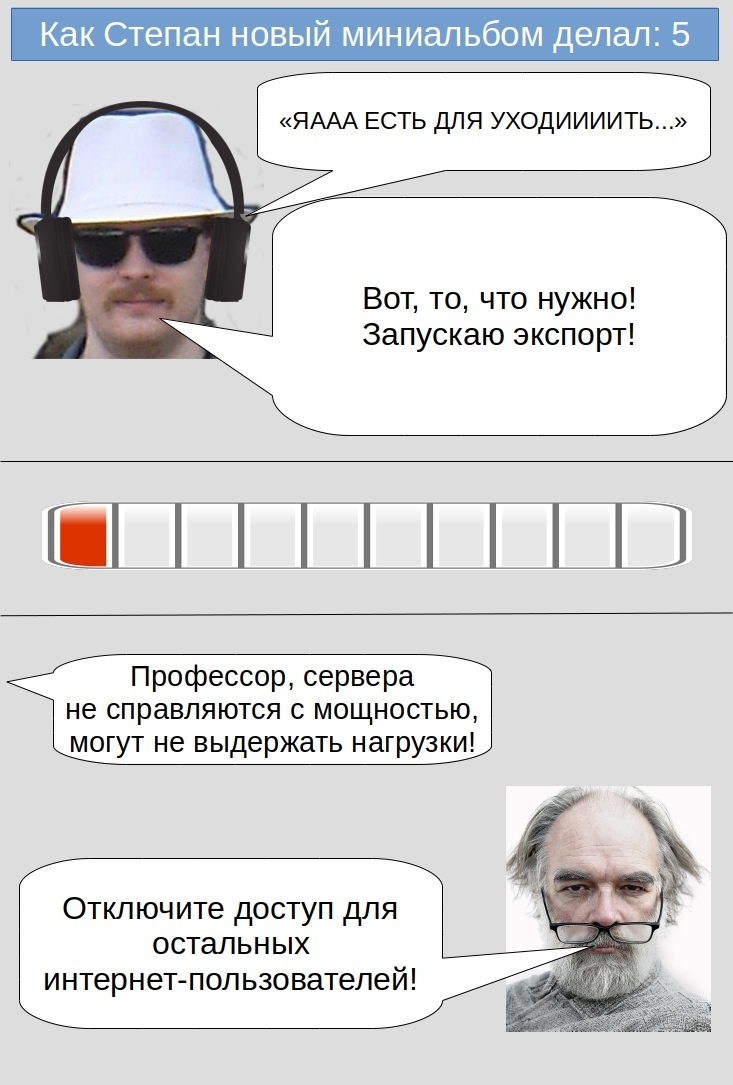 Как Степан новый миниальбом делал: 5
«ЯААА ЕСТЬ ДЛЯ УХОДИИИИТЬ...»
Вот, то, что нужно!
Запускаю экспорт!
Профессор, сервера
не справляются с мощностью,
могут не выдержать нагрузки!
Отключите доступ для
остальных
интернет-пользователей!